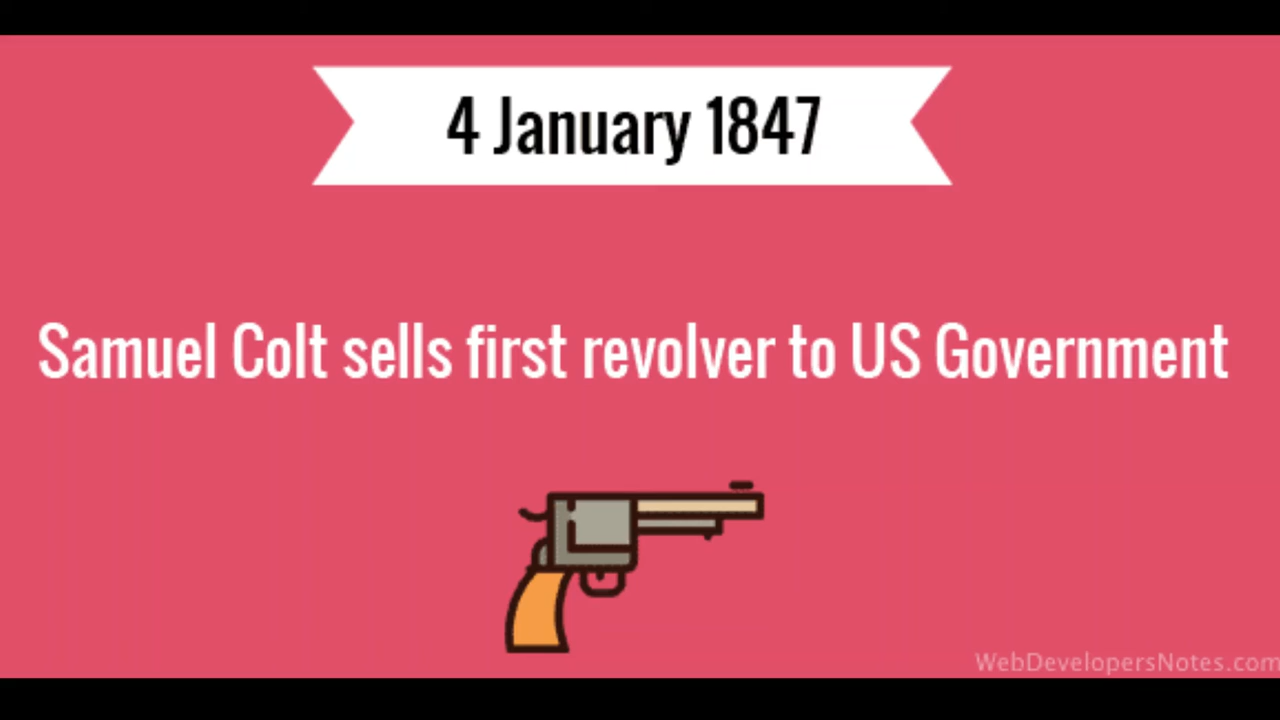 4 January 1847
Samuel Colt sells first revolver to US Government
WebDevelopersNotes.com